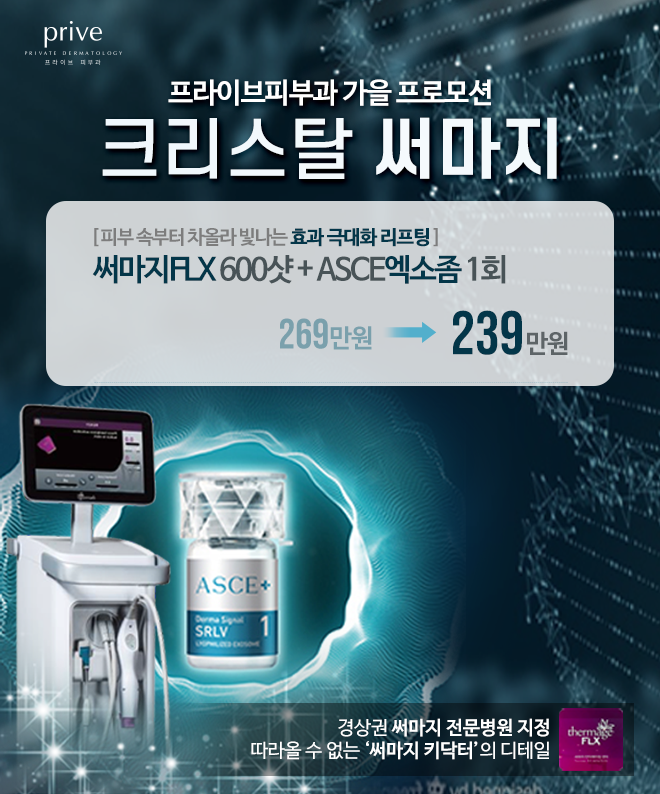 prive
PRIVATE DERMATOLOGY
프라이브 피부과
프라이브피부과 가을 프로모션
크리스탈 써마지
[피부 속부터 차올라 빛나는 효과 극대화 리프팅]
써마지FLX 600샷 + ASCE엑소좀 1회
269만원 239만원
ASCE+
Derma Signal
SRLV 1
LYOPHILIZED EXOSOME
경상권 써마지 전문병원 지정
따라올 수 없는 ‘써마지 키닥터’의 디테일
thermage
FLX